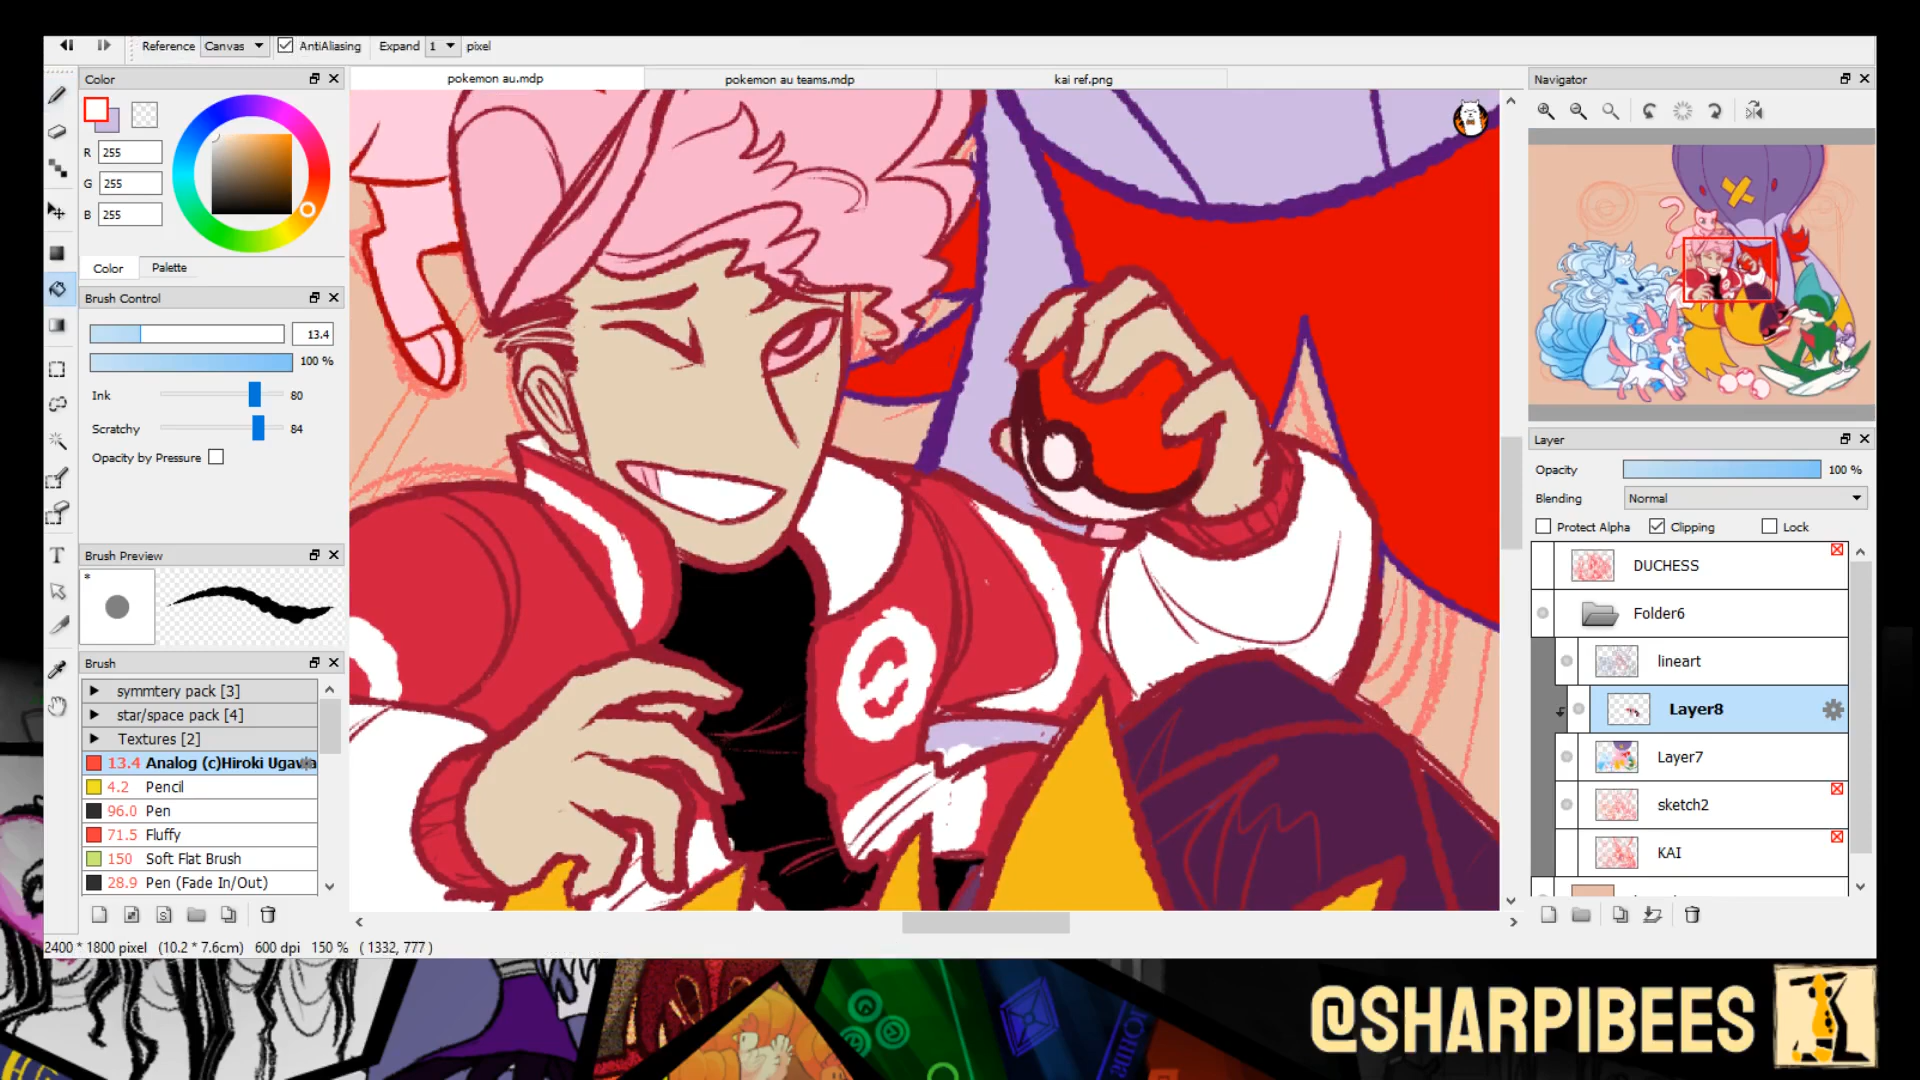 Reference Canvas AntiAliasing Expand 1 pixel
Color
pokemon au.mdp
pokemon au teams.mdp
kai ref.png
Navigator
R 255
G 255
B 255
Color Palette
Brush Control
13.4
100 %
Ink 80
Scratchy 84
Opacity by Pressure
Brush Preview
*
Brush
symmtery pack [3]
star/space pack [4]
Textures [2]
13.4 Analog (c)Hiroki Ugawa
4.2 Pencil
96.0 Pen
71.5 Fluffy
150 Soft Flat Brush
28.9 Pen (Fade In/Out)
Layer
Opacity 100 %
Blending Normal
Protect Alpha Clipping Lock
DUCHESS
Folder6
lineart
Layer8
Layer7
sketch2
KAI
2400 * 1800 pixel (10.2 * 7.6cm) 600 dpi 150 % ( 1332, 777 )
@SHARPIBEES